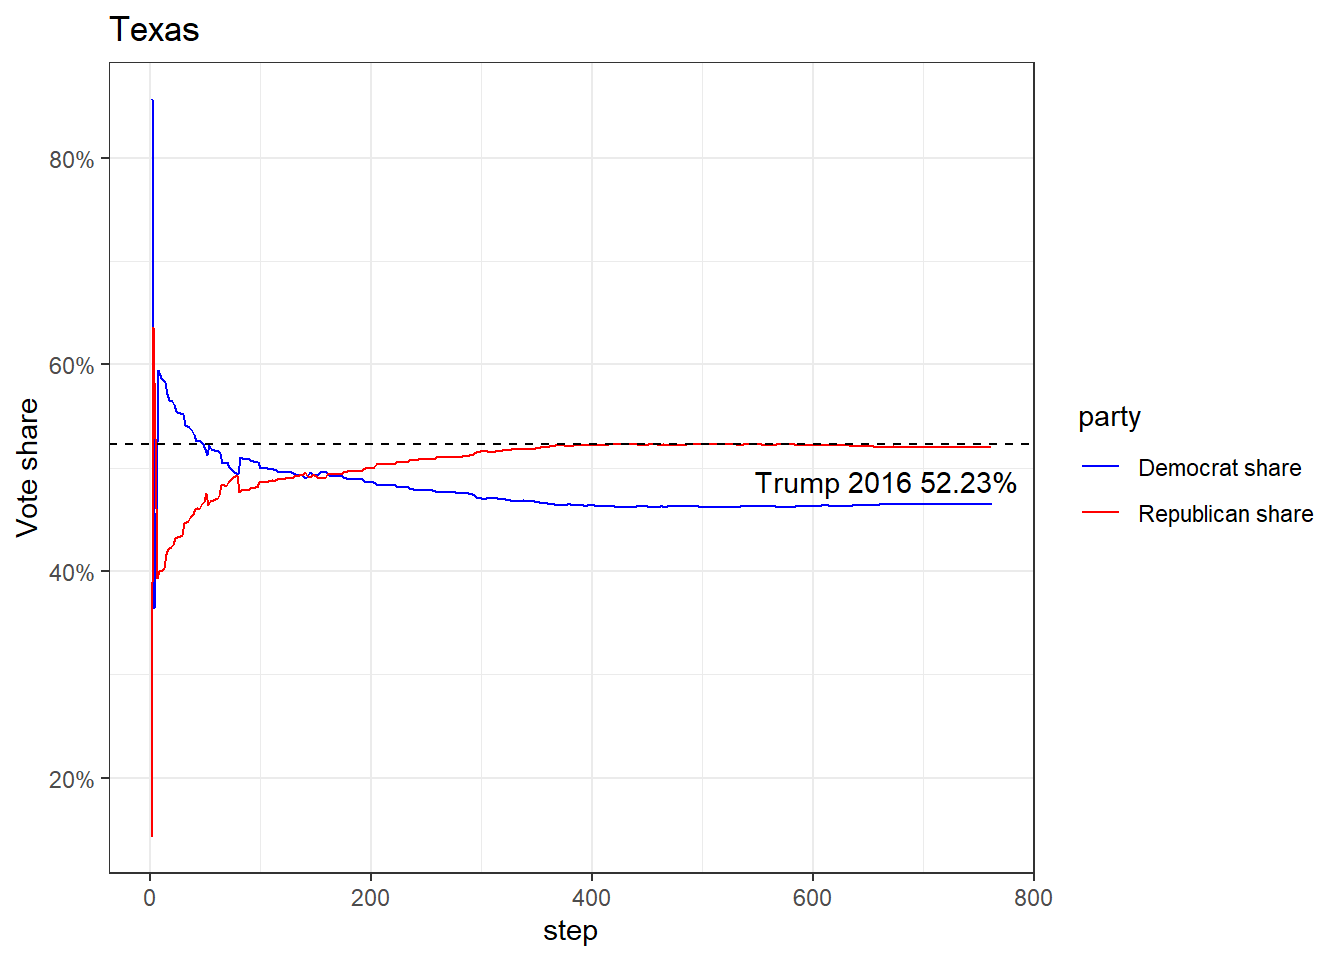 Texas
80%
60%
40%
20%
Vote share
Trump 2016 52.23%
0
200
400
600
800
step
party
Democrat share
Republican share